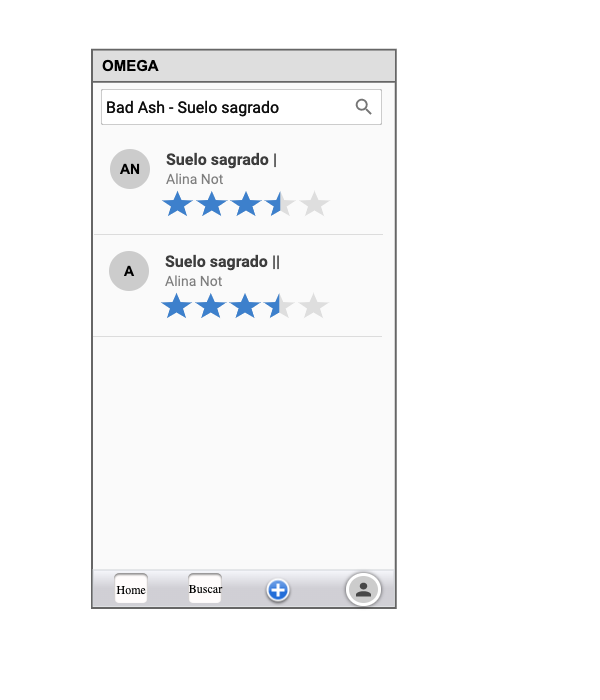 OMEGA
Bad Ash - Suelo sagrado
AN
Suelo sagrado |
Alina Not
A
Suelo sagrado ||
Alina Not
Home
Buscar